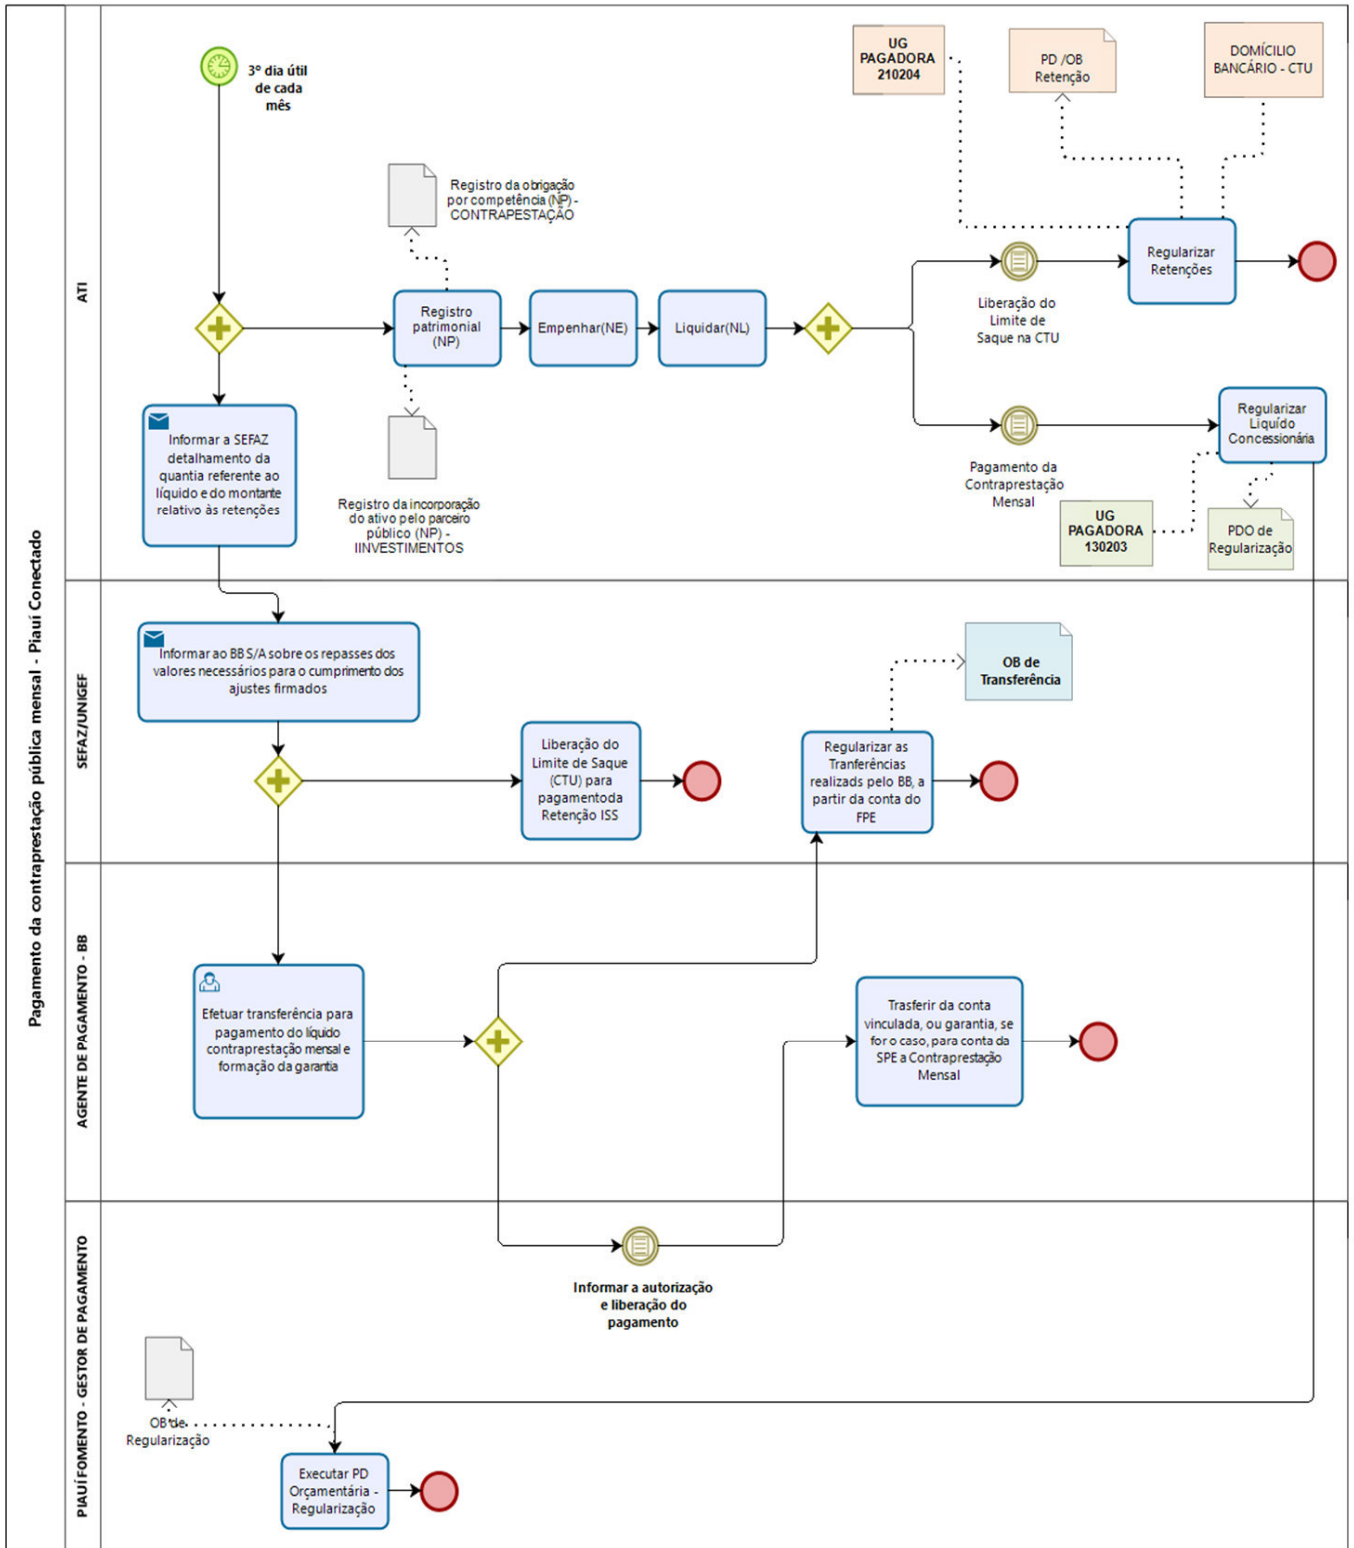 Pagamento da contraprestação pública mensal - Piauí Conectado
ATI
3º dia útil
de cada
mês
UG
PAGADORA
210204
PD /OB
Retenção
DOMÍCILIO
BANCÁRIO - CTU
Registro da obrigação
por competência (NP) -
CONTRAPESTAÇÃO
Regularizar
Retenções
Liberação do
Limite de
Saque na CTU
Registro
patrimonial
(NP)
Empenhar(NE)
Liquidar(NL)
Informar a SEFAZ
detalhamento da
quantia referente ao
líquido e do montante
relativo às retenções
Registro da incorporação
do ativo pelo parceiro
público (NP) -
IINVESTIMENTOS
Pagamento da
Contraprestação
Mensal
Regularizar
Liquído
Concessionária
UG
PAGADORA
130203
PDO de
Regularização
SEFAZ/UNIGEF
Informar ao BB S/A sobre os repasses dos
valores necessários para o cumprimento dos
ajustes firmados
OB de
Transferência
Liberação do
Limite de Saque
(CTU) para
pagamentoda
Retenção ISS
Regularizar as
Tranferências
realizads pelo BB, a
partir da conta do
FPE
AGENTE DE PAGAMENTO - BB
Efetuar transferência para
pagamento do líquido
contraprestação mensal e
formação da garantia
Trasferir da conta
vinculada, ou garantia, se
for o caso, para conta da
SPE a Contraprestação
Mensal
PIAUÍ FOMENTO - GESTOR DE PAGAMENTO
Informar a autorização
e liberação do
pagamento
OB de
Regularização
Executar PD
Orçamentária -
Regularização